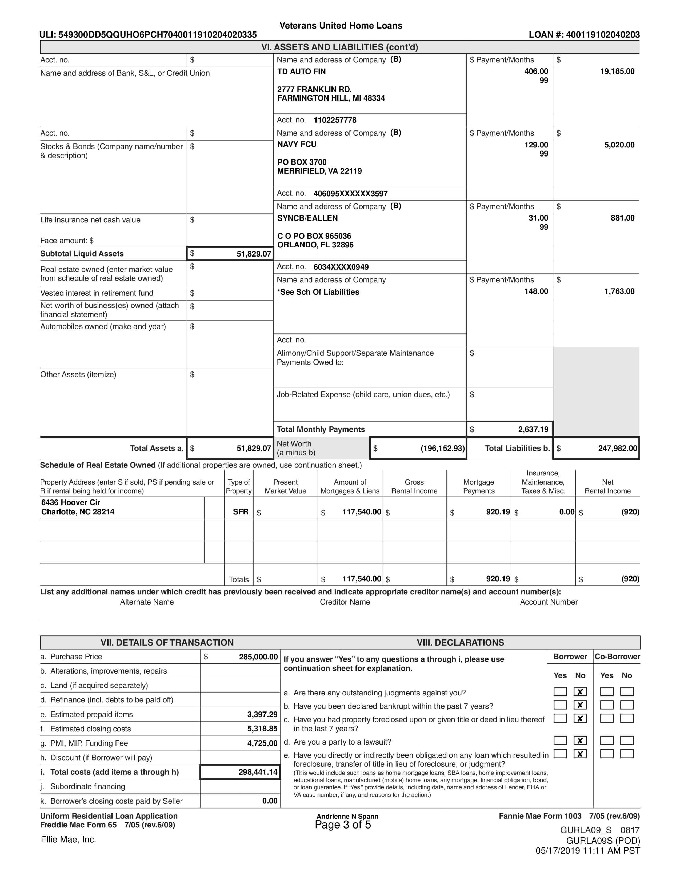 Veterans United Home Loans
ULI: 549300DD5QQUHO6PCH7040011910204020335 LOAN #: 400119102040203
VI. ASSETS AND LIABILITIES (cont'd)
Acct. no. $ Name and address of Company (B) $ Payment/Months $
Name and address of Bank, S&L, or Credit Union TD AUTO FIN 406.00 19,185.00
99
2777 FRANKLIN RD.
FARMINGTON HILL, MI 48334
Acct. no. 1102257778
Acct. no. $ Name and address of Company (B) $ Payment/Months $
Stocks & Bonds (Company name/number $ NAVY FCU 129.00 5,020.00
& description) 99
PO BOX 3700
MERRIFIELD, VA 22119
Acct. no. 406095XXXXXX3597
Name and address of Company (B) $ Payment/Months $
Life insurance net cash value $ SYNCB/EALLEN 31.00 881.00
99
Face amount: $ C O PO BOX 965036
ORLANDO, FL 32896
Subtotal Liquid Assets $ 51,829.07
Real estate owned (enter market value $ Acct. no. 6034XXXX0949
from schedule of real estate owned) Name and address of Company $ Payment/Months $
Vested interest in retirement fund $ *See Sch Of Liabilities 148.00 1,763.00
Net worth of business(es) owned (attach $
financial statement)
Automobiles owned (make and year) $
Acct. no.
Alimony/Child Support/Separate Maintenance $
Payments Owed to:
Other Assets (itemize) $
Job-Related Expense (child care, union dues, etc.) $
Total Monthly Payments $ 2,637.19
Total Assets a. $ 51,829.07 Net Worth $ (196,152.93) Total Liabilities b. $ 247,982.00
(a minus b)
Schedule of Real Estate Owned (If additional properties are owned, use continuation sheet.)
Insurance,
Property Address (enter S if sold, PS if pending sale or Type of Present Amount of Gross Mortgage Maintenance, Net
R if rental being held for income) Property Market Value Mortgages & Liens Rental Income Payments Taxes & Misc. Rental Income
6436 Hoover Cir
Charlotte, NC 28214 SFR $ $ 117,540.00 $ $ 920.19 $ 0.00 $ (920)
Totals $ $ 117,540.00 $ $ 920.19 $ $ (920)
List any additional names under which credit has previously been received and indicate appropriate creditor name(s) and account number(s):
Alternate Name Creditor Name Account Number
VII. DETAILS OF TRANSACTION VIII. DECLARATIONS
a. Purchase Price $ 285,000.00 If you answer "Yes" to any questions a through i, please use Borrower Co-Borrower
continuation sheet for explanation.
b. Alterations, improvements, repairs Yes No Yes No
c. Land (if acquired separately)
d. Refinance (incl. debts to be paid off) a. Are there any outstanding judgments against you? X
b. Have you been declared bankrupt within the past 7 years? X
e. Estimated prepaid items 3,397.29 c. Have you had property foreclosed upon or given title or deed in lieu thereof X
f. Estimated closing costs 5,318.85 in the last 7 years?
g. PMI, MIP, Funding Fee 4,725.00 d. Are you a party to a lawsuit? X
h. Discount (if Borrower will pay) e. Have you directly or indirectly been obligated on any loan which resulted in X
foreclosure, transfer of title in lieu of foreclosure, or judgment?
i. Total costs (add items a through h) 298,441.14 (This would include such loans as home mortgage loans, SBA loans, home improvement loans,
educational loans, manufactured (mobile) home loans, any mortgage, financial obligation, bond,
j. Subordinate financing or loan guarantee. If "Yes" provide details, including date, name and address of Lender, FHA or
VA case number, if any, and reasons for the action.)
k. Borrower's closing costs paid by Seller 0.00
Uniform Residential Loan Application Andrienne N Spann Fannie Mae Form 1003 7/05 (rev.6/09)
Freddie Mac Form 65 7/05 (rev.6/09) Page 3 of 5
GURLA09_S 0817
Ellie Mae, Inc. GURLA09S (POD)
05/17/2019 11:11 AM PST